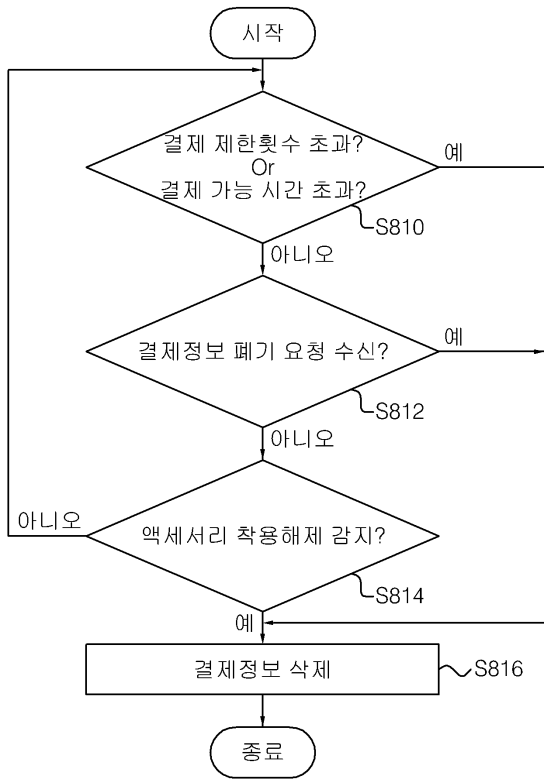 시작
결제 제한횟수 초과?
Or
결제 가능 시간 초과?
예
S810
아니오
결제정보 폐기 요청 수신?
예
S812
아니오
액세서리 착용해제 감지?
아니오
S814
예
결제정보 삭제
S816
종료